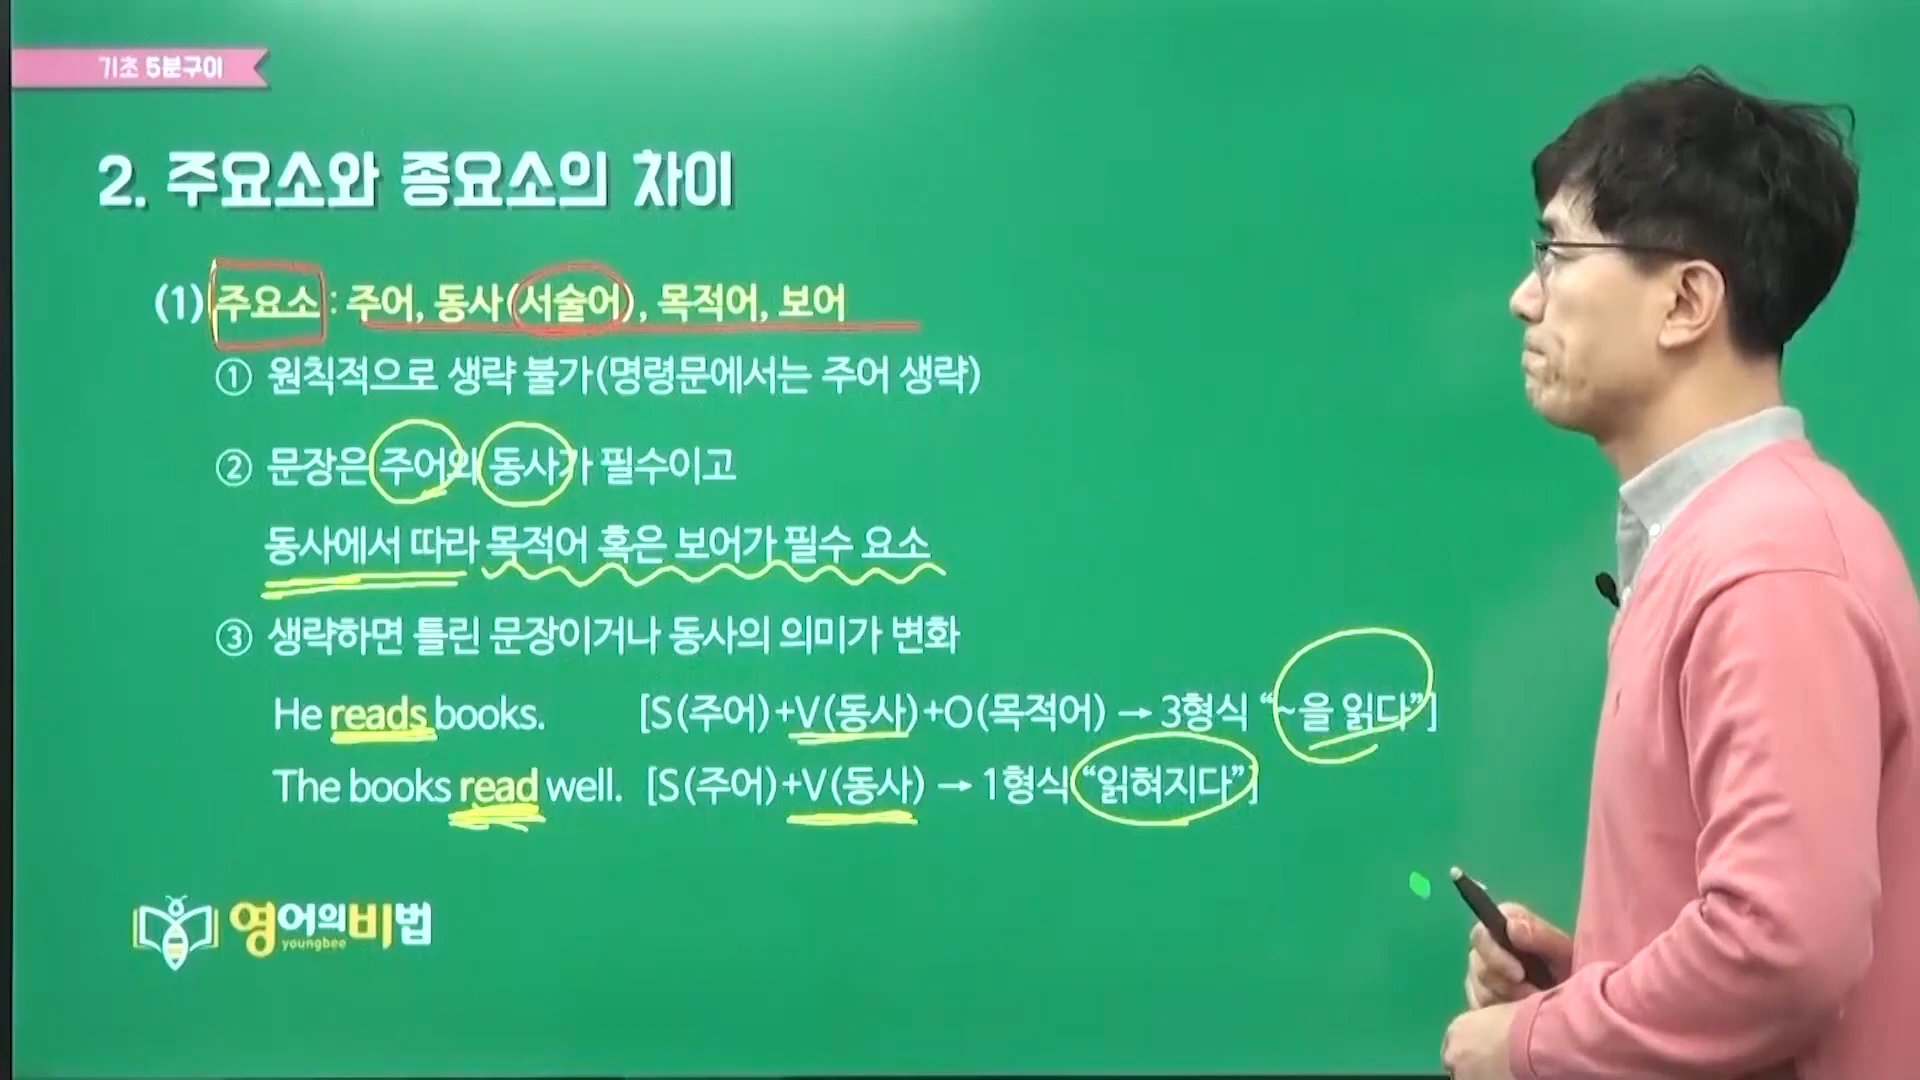 기초 5분구이
2. 주요소와 종요소의 차이
(1) 주요소 : 주어, 동사(서술어), 목적어, 보어
① 원칙적으로 생략 불가(명령문에서는 주어 생략)
② 문장은 주어와 동사가 필수이고
동사에서 따라 목적어 혹은 보어가 필수 요소
③ 생략하면 틀린 문장이거나 동사의 의미가 변화
He reads books. [S(주어)+V(동사)+O(목적어) → 3형식 “~을 읽다”]
The books read well. [S(주어)+V(동사) → 1형식 “읽혀지다”]
영어의비법
youngbee